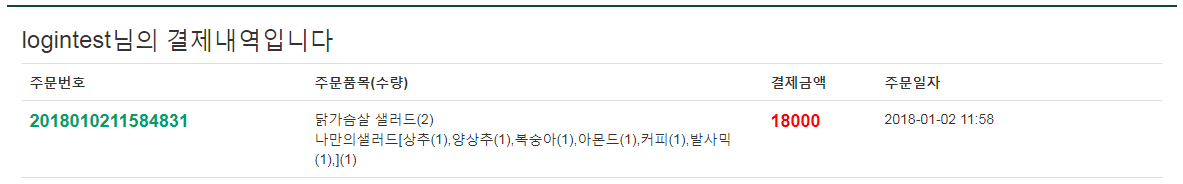 logintest님의 결제내역입니다
주문번호 주문품목(수량) 결제금액 주문일자
2018010211584831 닭가슴살 샐러드(2) 18000 2018-01-02 11:58
나만의샐러드[상추(1),양상추(1),복숭아(1),아몬드(1),커피(1),발사믹
(1),](1)